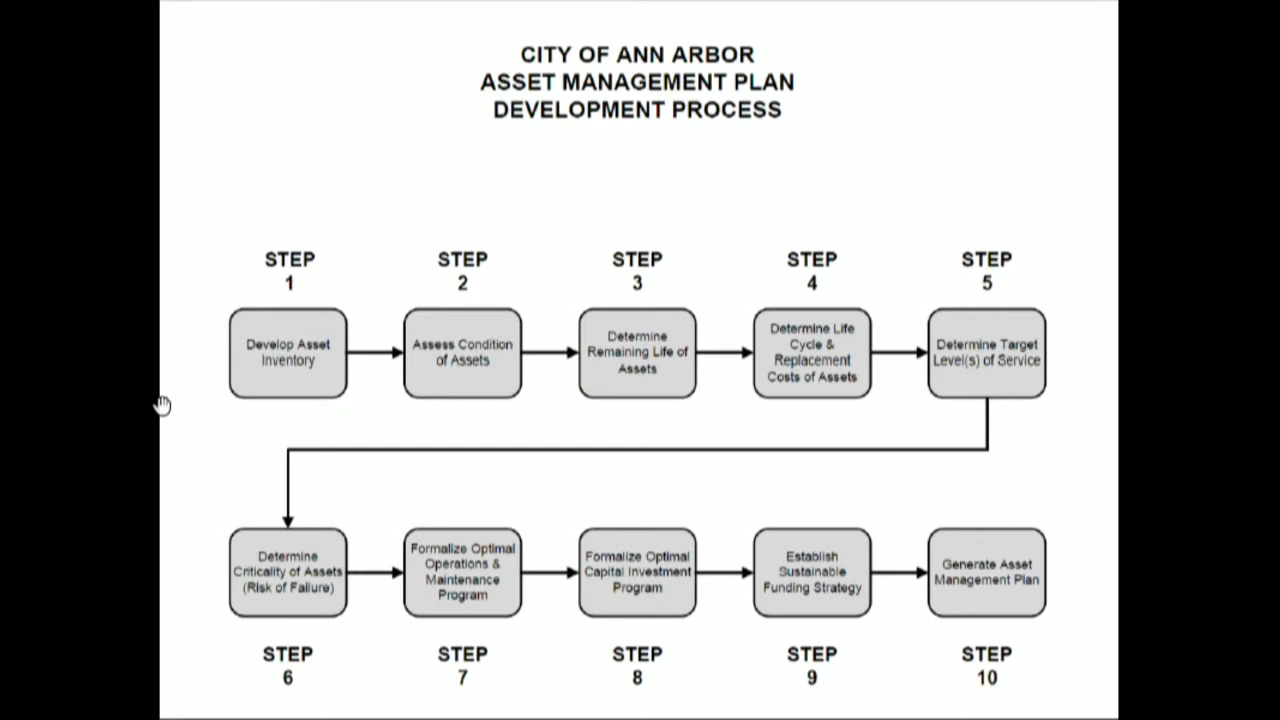 CITY OF ANN ARBOR
ASSET MANAGEMENT PLAN
DEVELOPMENT PROCESS
STEP
1
STEP
2
STEP
3
STEP
4
STEP
5
Develop Asset
Inventory
Assess Condition
of Assets
Determine
Remaining Life of
Assets
Determine Life
Cycle &
Replacement
Costs of Assets
Determine Target
Level(s) of Service
Determine
Criticality of Assets
(Risk of Failure)
Formalize Optimal
Operations &
Maintenance
Program
Formalize Optimal
Capital Investment
Program
Establish
Sustainable
Funding Strategy
Generate Asset
Management Plan
STEP
6
STEP
7
STEP
8
STEP
9
STEP
10